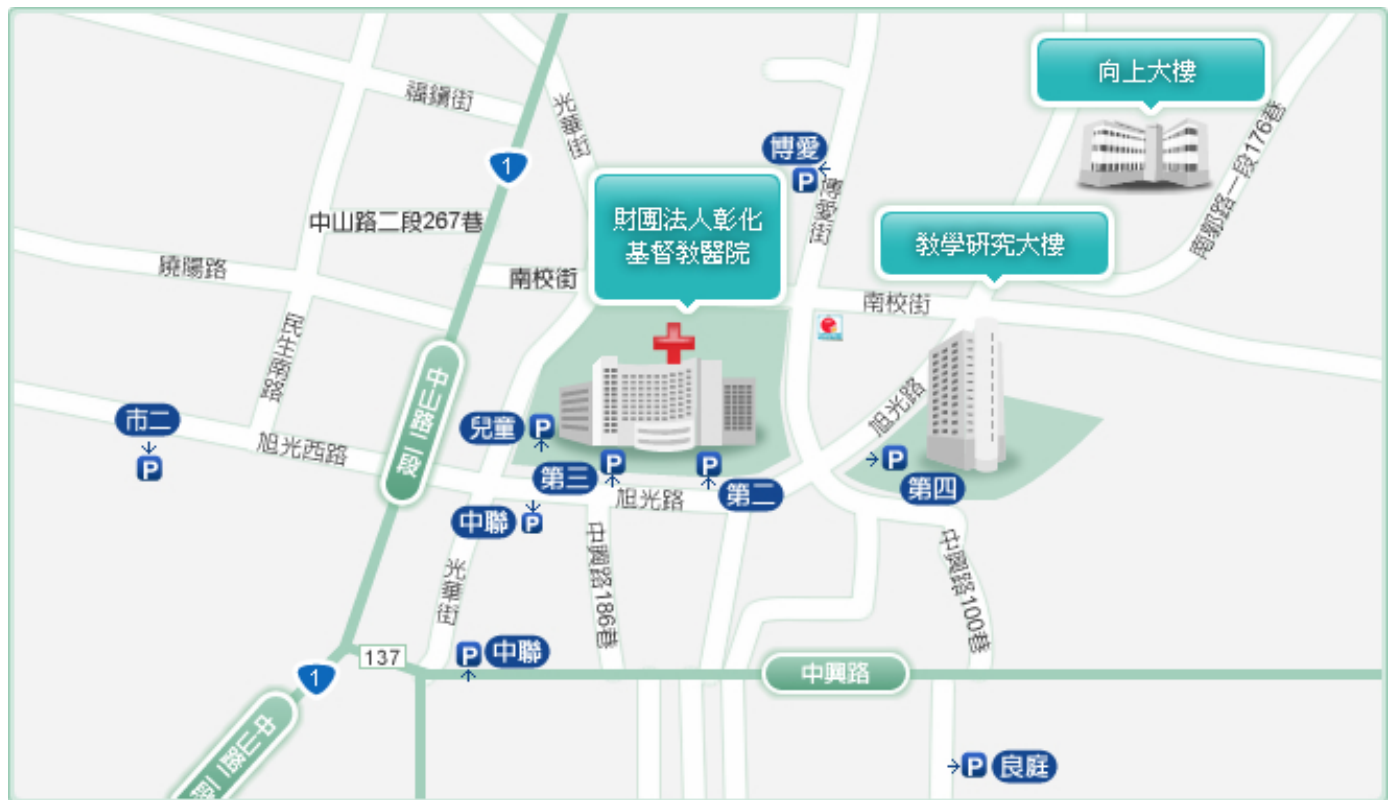 向上大樓
福鎮街
光華街
南郭路一段176巷
博愛
P
1
博愛街
中山路二段267巷
財團法人彰化
基督教醫院
教學研究大樓
曉陽路
南校街
南校街
民生南路
中山路二段
市二
P
旭光西路
兒童
P
旭光路
第三
P
P
第二
P
第四
旭光路
中聯
P
光華街
中興路186巷
中興路100巷
137
P
中聯
1
中興路
中山路二段
P
良庭